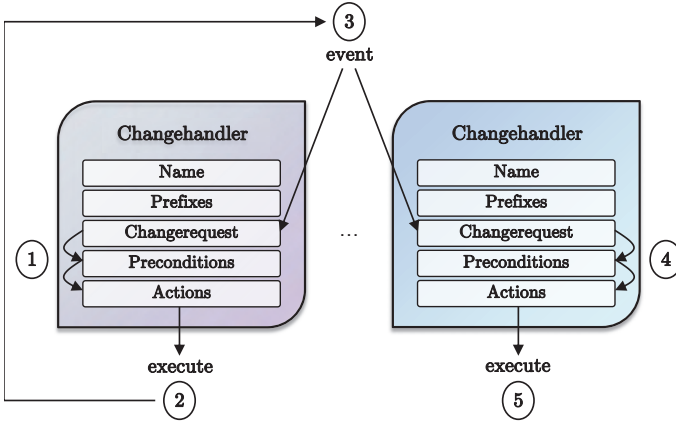 3
event
Changehandler
Name
Prefixes
Changerequest
Preconditions
Actions
1
execute
2
...
Changehandler
Name
Prefixes
Changerequest
Preconditions
Actions
4
execute
5